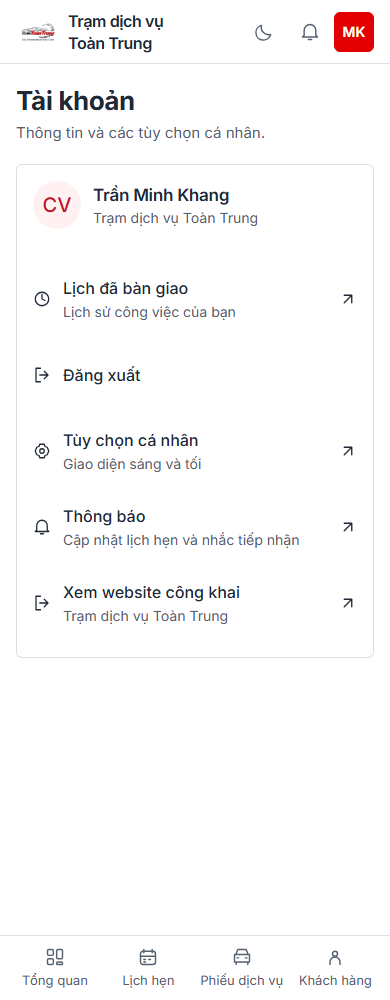 Trạm dịch vụ
Toàn Trung
MK
Tài khoản
Thông tin và các tùy chọn cá nhân.
CV
Trần Minh Khang
Trạm dịch vụ Toàn Trung
Lịch đã bàn giao
Lịch sử công việc của bạn
Đăng xuất
Tùy chọn cá nhân
Giao diện sáng và tối
Thông báo
Cập nhật lịch hẹn và nhắc tiếp nhận
Xem website công khai
Trạm dịch vụ Toàn Trung
Tổng quan
Lịch hẹn
Phiếu dịch vụ
Khách hàng